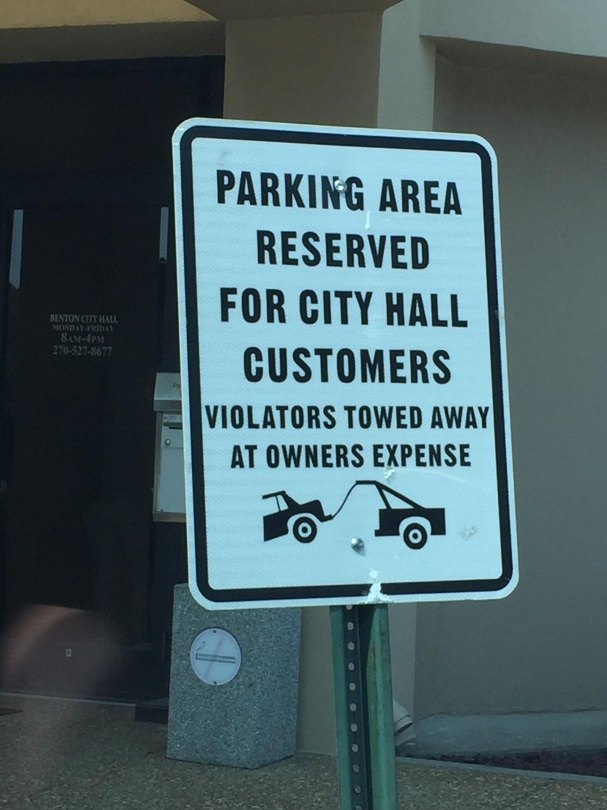 PARKING AREA
RESERVED
FOR CITY HALL
CUSTOMERS
VIOLATORS TOWED AWAY
AT OWNERS EXPENSE
BENTON CITY HALL
MONDAY-FRIDAY
8AM-4PM
270-527-8677